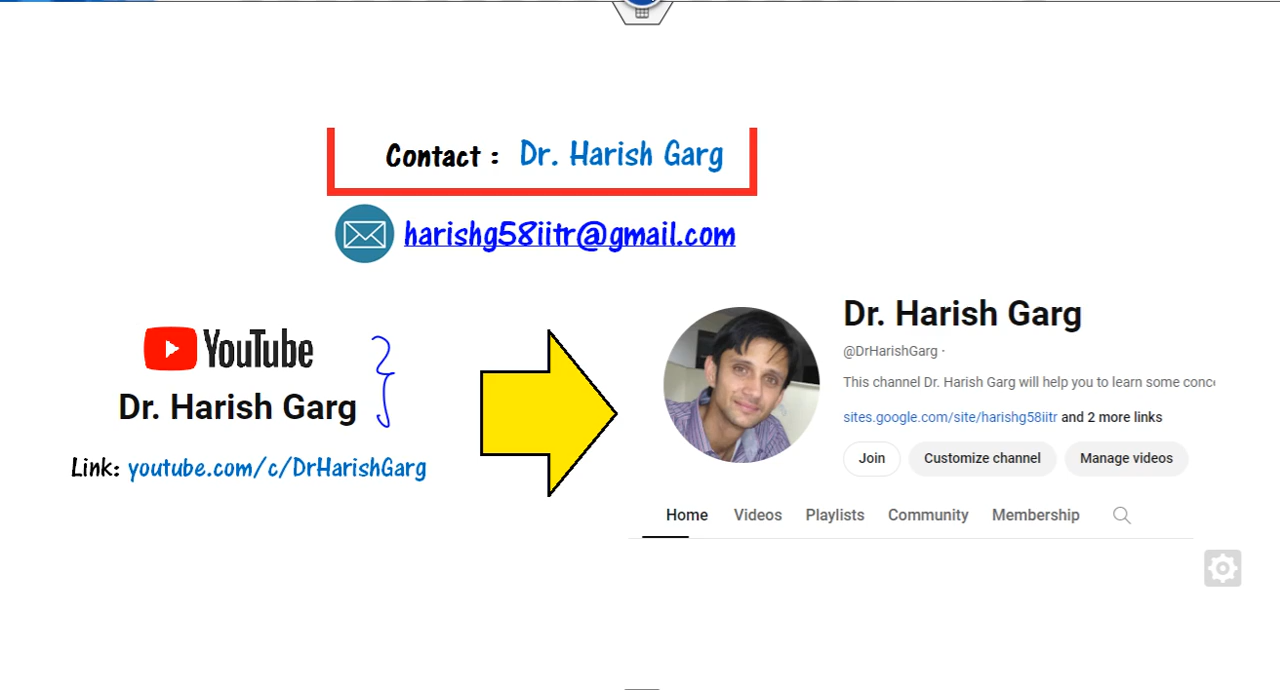 Contact : Dr. Harish Garg
harishg58iitr@gmail.com
YouTube
Dr. Harish Garg
Link: youtube.com/c/DrHarishGarg
Dr. Harish Garg
@DrHarishGarg ·
This channel Dr. Harish Garg will help you to learn some
sites.google.com/site/harishg58iitr and 2 more links
Join Customize channel Manage videos
Home Videos Playlists Community Membership